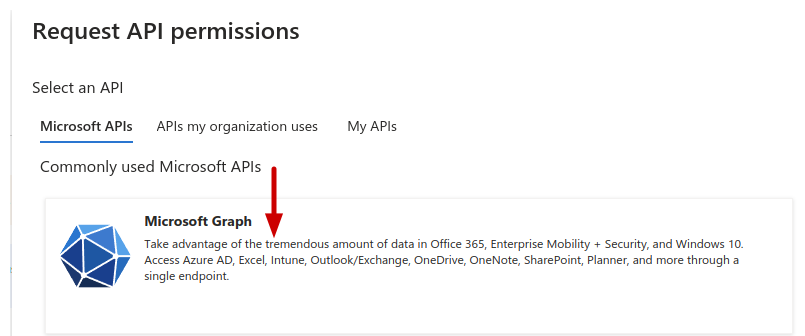 Request API permissions
Select an API
Microsoft APIs APIs my organization uses My APIs
Commonly used Microsoft APIs
Microsoft Graph
Take advantage of the tremendous amount of data in Office 365, Enterprise Mobility + Security, and Windows 10.
Access Azure AD, Excel, Intune, Outlook/Exchange, OneDrive, OneNote, SharePoint, Planner, and more through a
single endpoint.